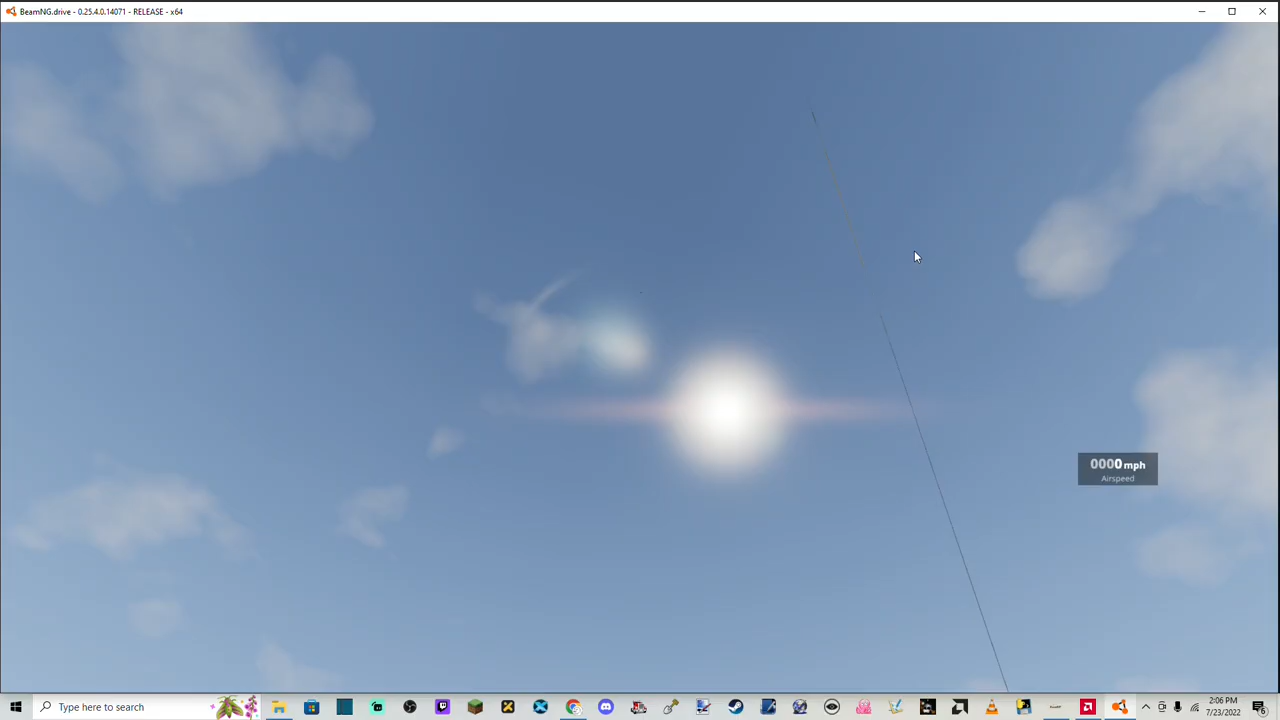 BeamNG.drive - 0.25.4.0.14071 - RELEASE - x64
0000 mph
Airspeed
Type here to search
2:06 PM
7/23/2022
6